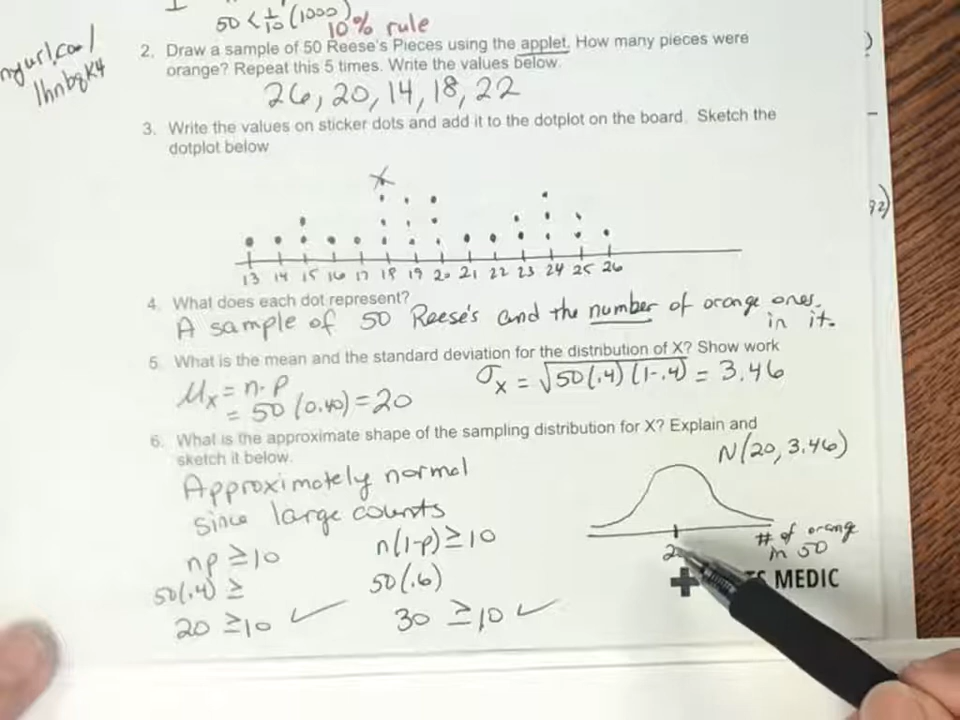 50 < 1/10 (1000)
10% rule
myurl.co/
1hnbqk4
2. Draw a sample of 50 Reese's Pieces using the applet. How many pieces were
orange? Repeat this 5 times. Write the values below.
26, 20, 14, 18, 22
3. Write the values on sticker dots and add it to the dotplot on the board. Sketch the
dotplot below
13 14 15 16 17 18 19 20 21 22 23 24 25 26
4. What does each dot represent?
A sample of 50 Reese's and the number of orange ones
in it.
5. What is the mean and the standard deviation for the distribution of X? Show work
μx = n·p
= 50 (0.40) = 20
σx = √50(.4)(1-.4) = 3.46
6. What is the approximate shape of the sampling distribution for X? Explain and
sketch it below.
N(20, 3.46)
Approximately normal
since large counts
np ≥10
n(1-p) ≥ 10
50(.4) ≥
50(.6)
20 ≥10 ✓
30 ≥10 ✓
# of orange
in 50
MEDIC